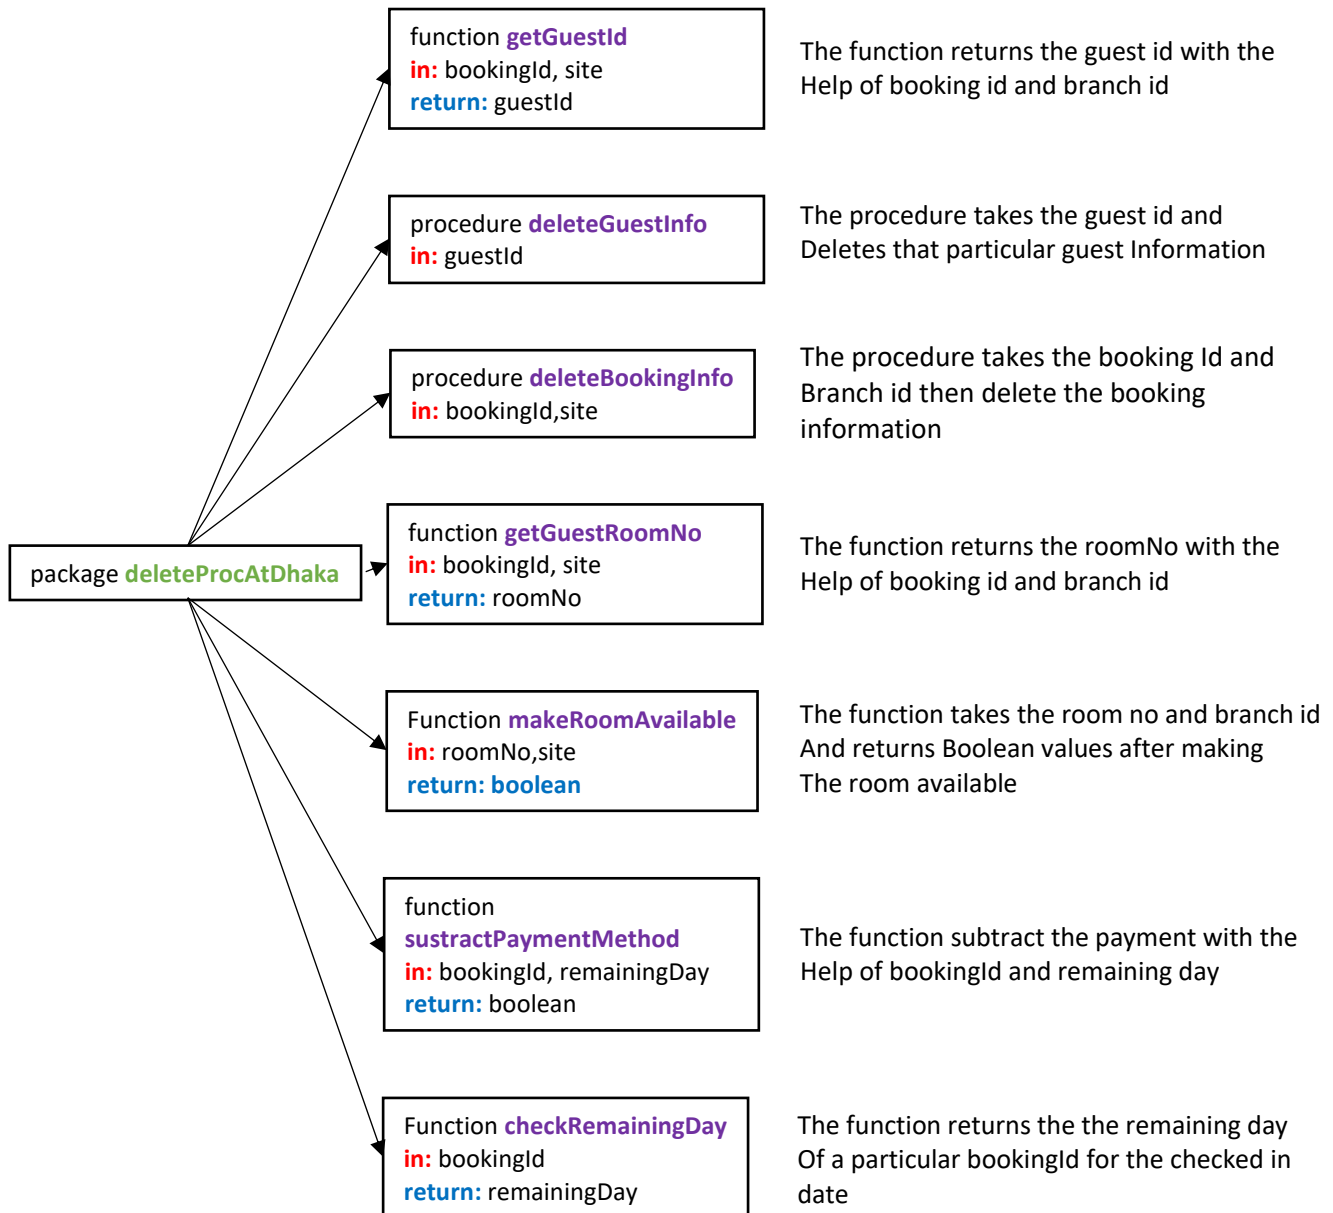 function getGuestId
in: bookingId, site
return: guestId
The function returns the guest id with the
Help of booking id and branch id
procedure deleteGuestInfo
in: guestId
The procedure takes the guest id and
Deletes that particular guest Information
procedure deleteBookingInfo
in: bookingId,site
The procedure takes the booking Id and
Branch id then delete the booking
information
package deleteProcAtDhaka
function getGuestRoomNo
in: bookingId, site
return: roomNo
The function returns the roomNo with the
Help of booking id and branch id
Function makeRoomAvailable
in: roomNo,site
return: boolean
The function takes the room no and branch id
And returns Boolean values after making
The room available
function
sustractPaymentMethod
in: bookingId, remainingDay
return: boolean
The function subtract the payment with the
Help of bookingId and remaining day
Function checkRemainingDay
in: bookingId
return: remainingDay
The function returns the the remaining day
Of a particular bookingId for the checked in
date